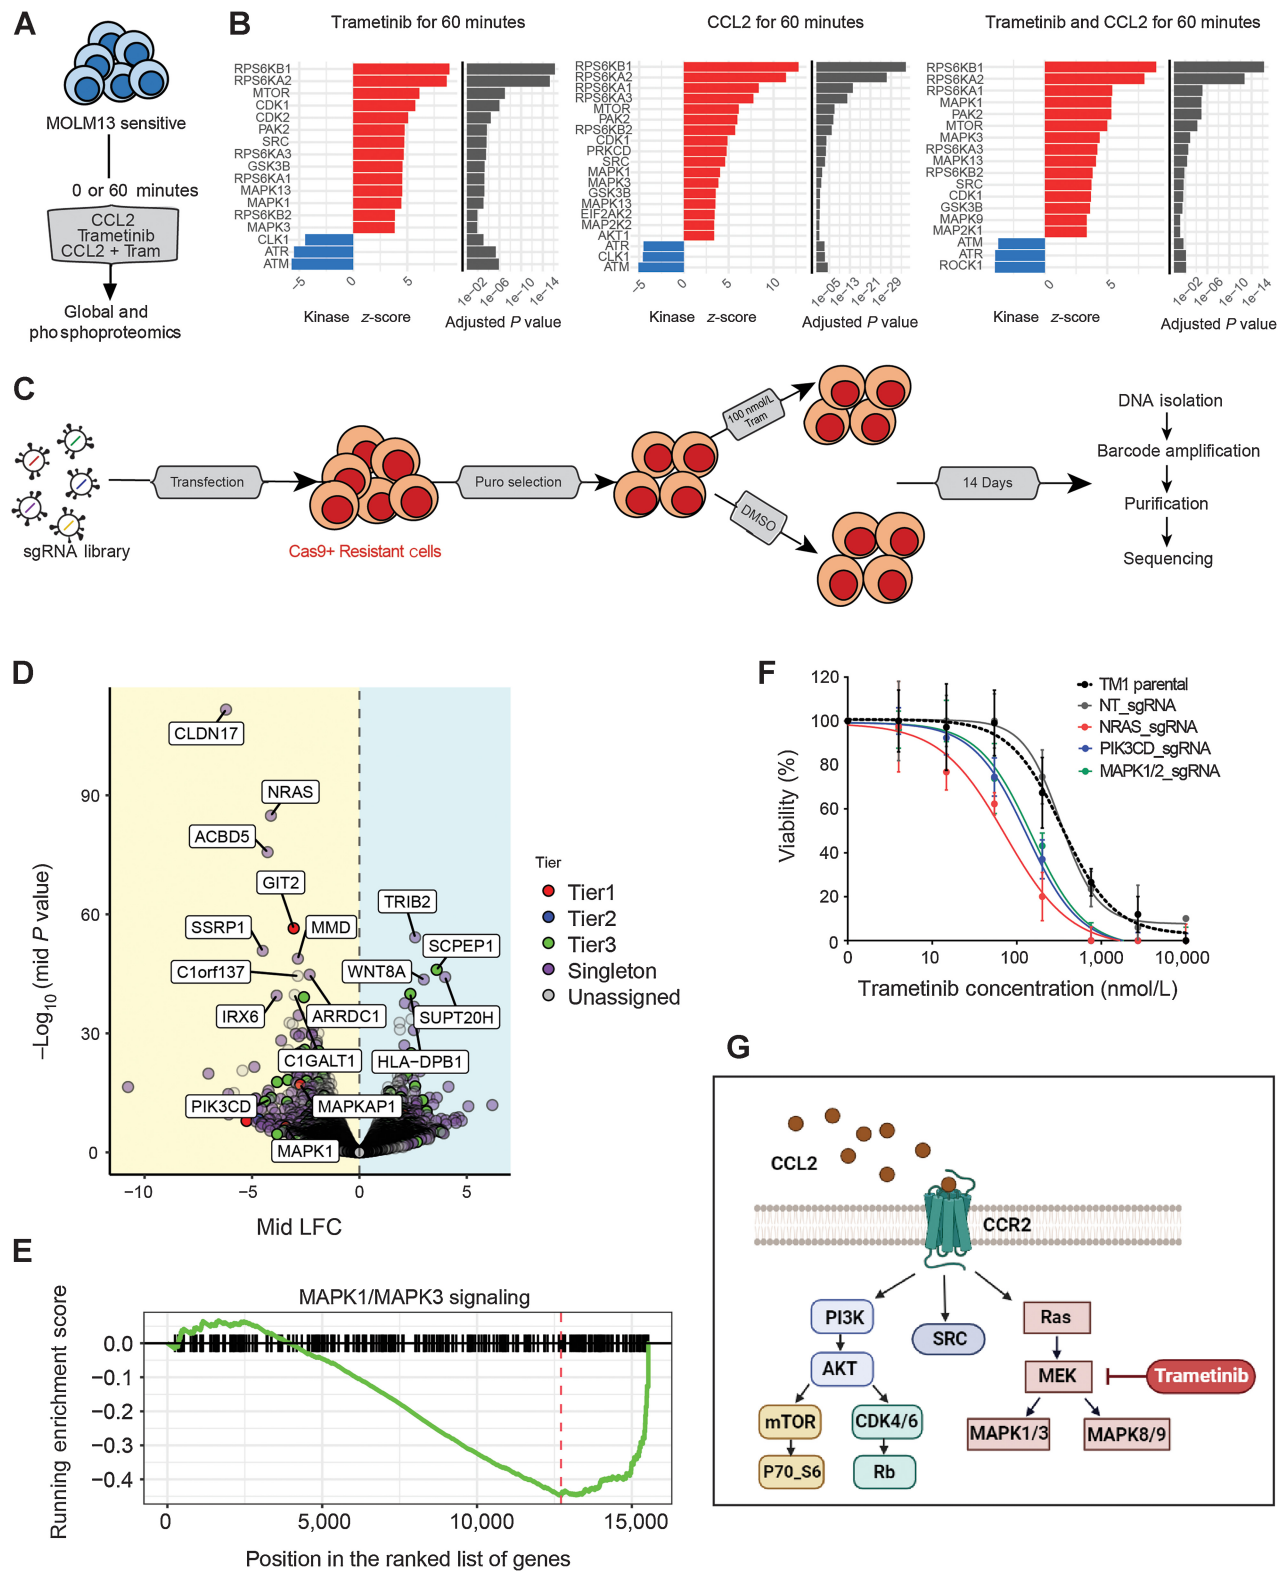 A
MOLM13 sensitive
0 or 60 minutes
CCL2
Trametinib
CCL2 + Tram
Global and
phosphoproteomics
B
Trametinib for 60 minutes
RPS6KB1
RPS6KA2
MTOR
CDK1
CDK2
PAK2
SRC
RPS6KA3
GSK3B
RPS6KA1
MAPK13
MAPK1
RPS6KB2
MAPK3
CLK1
ATR
ATM
−5 0 5
1e−02 1e−06 1e−10 1e−14
Kinase z-score
Adjusted P value
CCL2 for 60 minutes
RPS6KB1
RPS6KA2
RPS6KA1
RPS6KA3
MTOR
PAK2
RPS6KB2
CDK1
PRKCD
SRC
MAPK1
MAPK3
GSK3B
MAPK13
EIF2AK2
MAP2K2
AKT1
ATR
CLK1
ATM
−5 0 5 10
1e−05 1e−13 1e−21 1e−29
Kinase z-score
Adjusted P value
Trametinib and CCL2 for 60 minutes
RPS6KB1
RPS6KA2
RPS6KA1
MAPK1
PAK2
MTOR
MAPK3
RPS6KA3
MAPK13
RPS6KB2
SRC
CDK1
GSK3B
MAPK9
MAP2K1
ATM
ATR
ROCK1
0 5
1e−02 1e−06 1e−10 1e−14
Kinase z-score
Adjusted P value
C
sgRNA library
Transfection
Cas9+ Resistant cells
Puro selection
100 nmol/L
Tram
DMSO
14 Days
DNA isolation
Barcode amplification
Purification
Sequencing
D
−Log10 (mid P value)
90
60
30
0
−10 −5 0 5
Mid LFC
CLDN17
NRAS
ACBD5
GIT2
SSRP1
MMD
C1orf137
IRX6
ARRDC1
C1GALT1
PIK3CD
MAPKAP1
MAPK1
TRIB2
SCPEP1
WNT8A
SUPT20H
HLA−DPB1
Tier
Tier1
Tier2
Tier3
Singleton
Unassigned
E
MAPK1/MAPK3 signaling
Running enrichment score
0.0
−0.1
−0.2
−0.3
−0.4
0 5,000 10,000 15,000
Position in the ranked list of genes
F
Viability (%)
120
100
80
60
40
20
0
0 10 100 1,000 10,000
Trametinib concentration (nmol/L)
TM1 parental
NT_sgRNA
NRAS_sgRNA
PIK3CD_sgRNA
MAPK1/2_sgRNA
G
CCL2
CCR2
PI3K
SRC
Ras
AKT
MEK
Trametinib
mTOR
CDK4/6
MAPK1/3
MAPK8/9
P70_S6
Rb